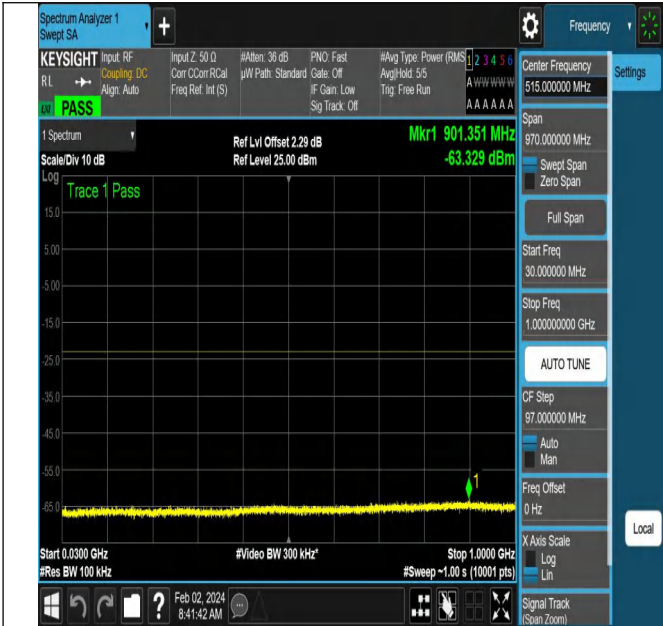 Spectrum Analyzer 1
Swept SA
+
Frequency
KEYSIGHT
Input: RF
Coupling: DC
Align: Auto
Input Z: 50 Ω
Corr CCorr RCal
Freq Ref: Int (S)
#Atten: 36 dB
µW Path: Standard
PNO: Fast
Gate: Off
IF Gain: Low
Sig Track: Off
#Avg Type: Power (RMS
Avg|Hold: 5/5
Trig: Free Run
1 2 3 4 5 6
A W W W W W
A A A A A A
RL
LXI
PASS
1 Spectrum
Scale/Div 10 dB
Ref Lvl Offset 2.29 dB
Ref Level 25.00 dBm
Mkr1 901.351 MHz
-63.329 dBm
Log
Trace 1 Pass
15.0
5.00
-5.00
-15.0
-25.0
-35.0
-45.0
-55.0
-65.0
1
Start 0.0300 GHz
#Res BW 100 kHz
#Video BW 300 kHz*
Stop 1.0000 GHz
#Sweep ~1.00 s (10001 pts)
Center Frequency
515.000000 MHz
Settings
Span
970.000000 MHz
Swept Span
Zero Span
Full Span
Start Freq
30.000000 MHz
Stop Freq
1.000000000 GHz
AUTO TUNE
CF Step
97.000000 MHz
Auto
Man
Freq Offset
0 Hz
X Axis Scale
Log
Lin
Local
Signal Track
(Span Zoom)
?
Feb 02, 2024
8:41:42 AM